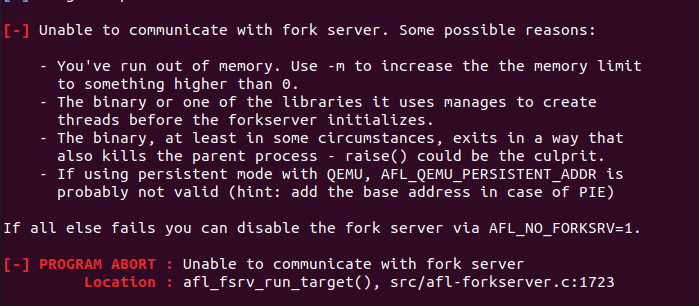 [-] Unable to communicate with fork server. Some possible reasons:
- You've run out of memory. Use -m to increase the the memory limit
to something higher than 0.
- The binary or one of the libraries it uses manages to create
threads before the forkserver initializes.
- The binary, at least in some circumstances, exits in a way that
also kills the parent process - raise() could be the culprit.
- If using persistent mode with QEMU, AFL_QEMU_PERSISTENT_ADDR is
probably not valid (hint: add the base address in case of PIE)
If all else fails you can disable the fork server via AFL_NO_FORKSRV=1.
[-] PROGRAM ABORT : Unable to communicate with fork server
Location : afl_fsrv_run_target(), src/afl-forkserver.c:1723